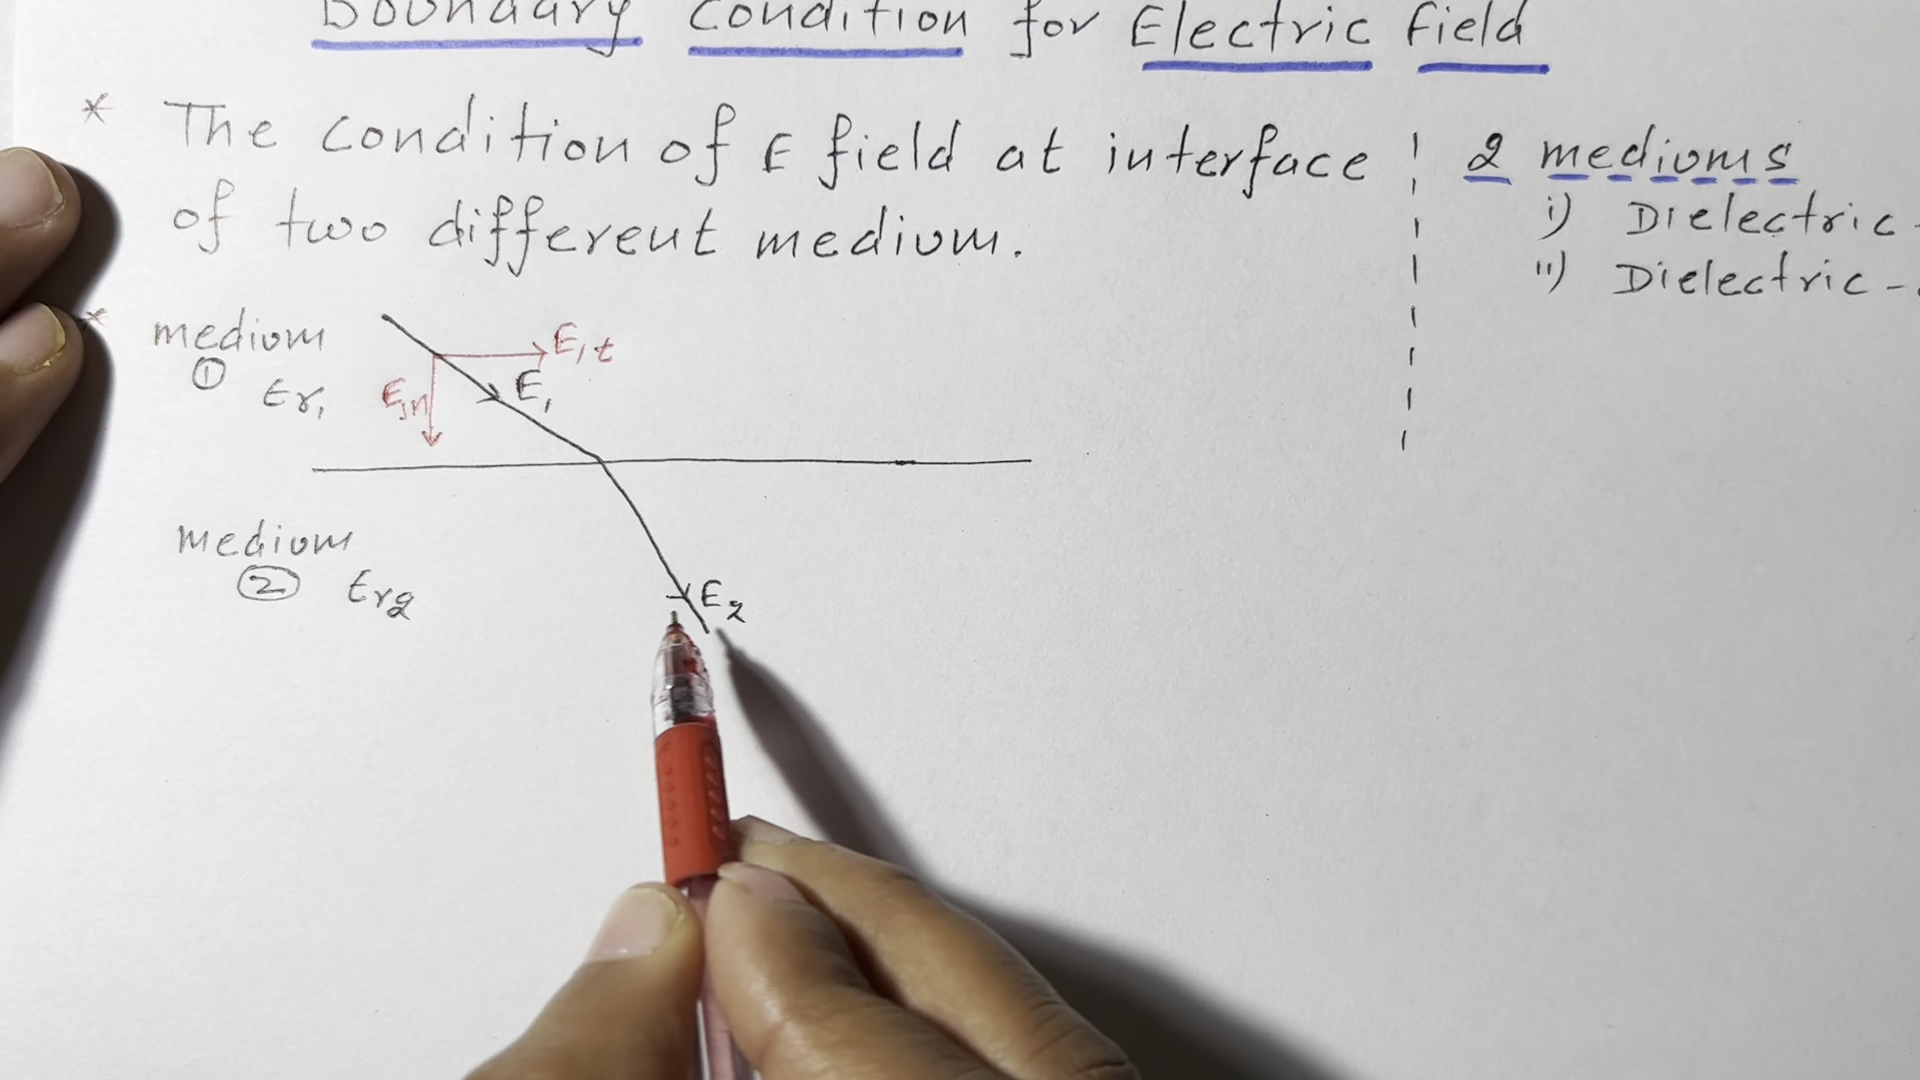 Boundary Condition for Electric Field
* The condition of E field at interface
of two different medium.
2 mediums
i) Dielectric -
ii) Dielectric -
* medium
① εr₁
E₁t
E₁n
E₁
medium
② εr₂
E₂